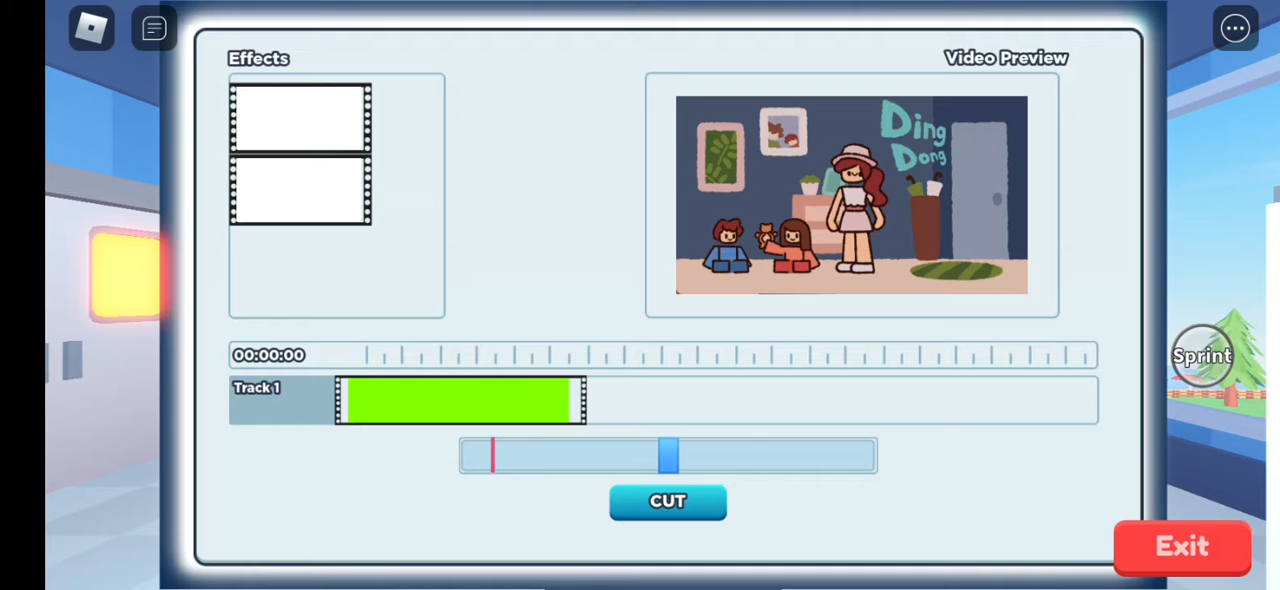 Effects
Video Preview
Ding
Dong
00:00:00
Sprint
Track 1
CUT
Exit